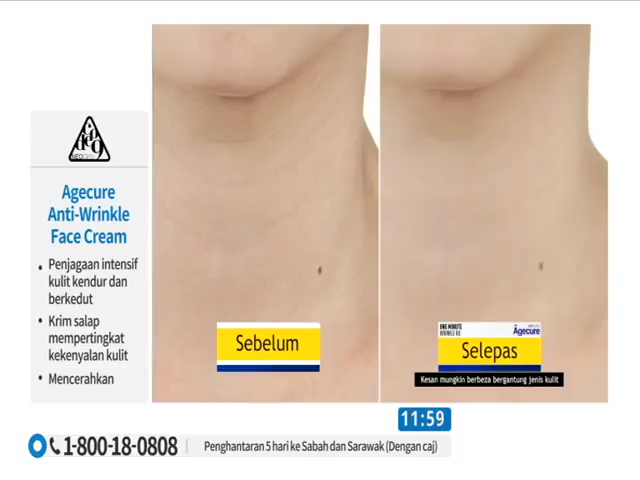 Agecure
Anti-Wrinkle
Face Cream
• Penjagaan intensif
kulit kendur dan
berkedut
• Krim salap
mempertingkat
kekenyalan kulit
• Mencerahkan
Sebelum
ONE MINUTE
WRINKLE FIX
Agecure
Selepas
Kesan mungkin berbeza bergantung jenis kulit
11:59
1-800-18-0808
Penghantaran 5 hari ke Sabah dan Sarawak (Dengan caj)